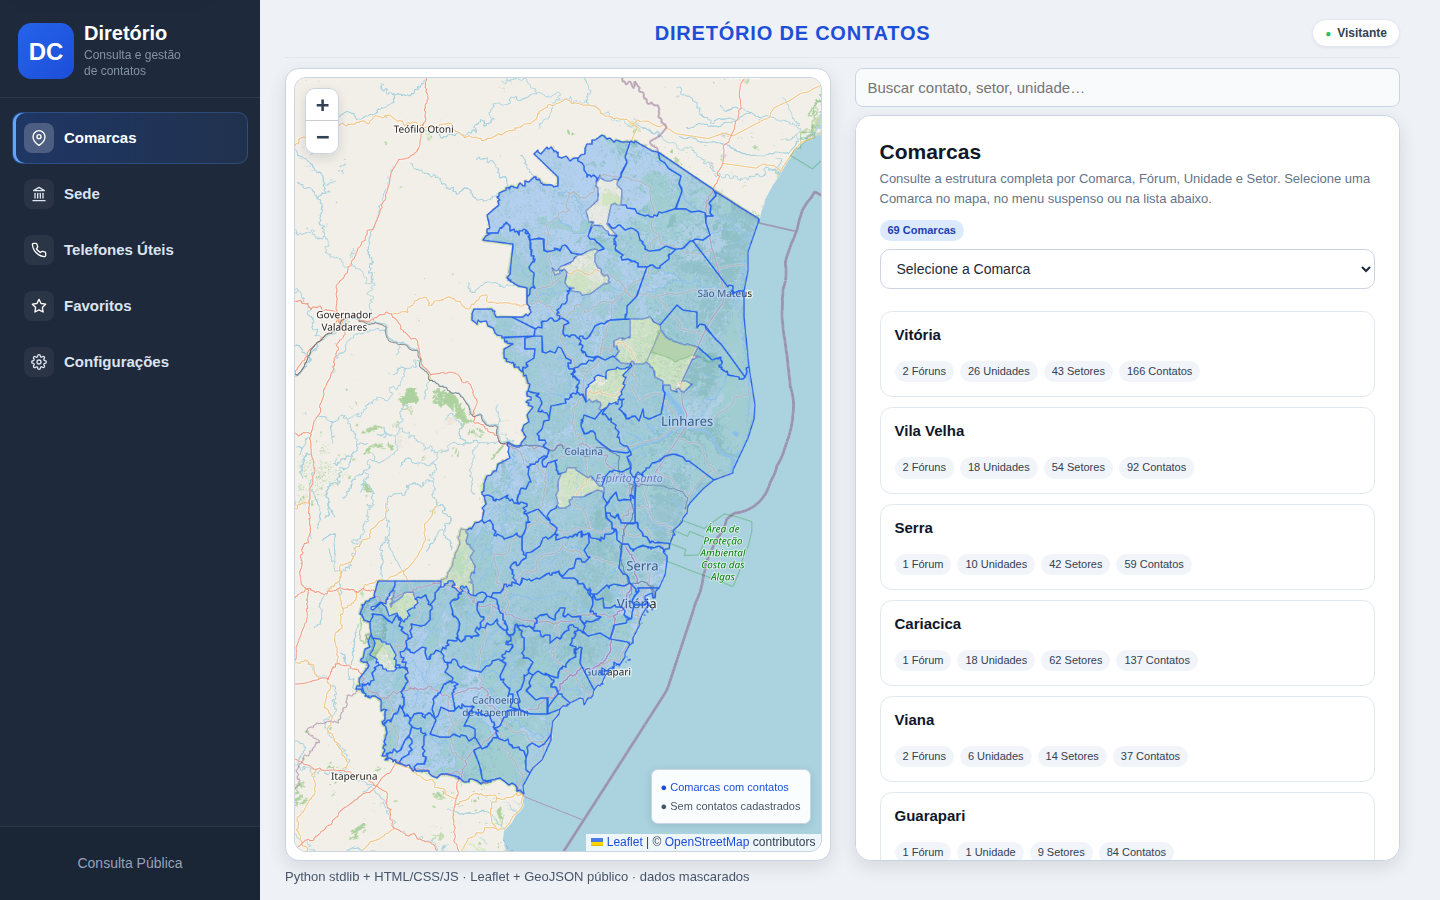 DC
Diretório
Consulta e gestão
de contatos
Comarcas
Sede
Telefones Úteis
Favoritos
Configurações
Consulta Pública
DIRETÓRIO DE CONTATOS
● Visitante
+
−
Teófilo Otoni
São Mateus
Governador
Valadares
Linhares
Colatina
Espírito Santo
Área de
Proteção
Ambiental
Costa das
Algas
Serra
Vitória
Guarapari
Cachoeiro
de Itapemirim
Itaperuna
● Comarcas com contatos
● Sem contatos cadastrados
Leaflet | © OpenStreetMap contributors
Buscar contato, setor, unidade…
Comarcas
Consulte a estrutura completa por Comarca, Fórum, Unidade e Setor. Selecione uma
Comarca no mapa, no menu suspenso ou na lista abaixo.
69 Comarcas
Selecione a Comarca
Vitória
2 Fóruns 26 Unidades 43 Setores 166 Contatos
Vila Velha
2 Fóruns 18 Unidades 54 Setores 92 Contatos
Serra
1 Fórum 10 Unidades 42 Setores 59 Contatos
Cariacica
1 Fórum 18 Unidades 62 Setores 137 Contatos
Viana
2 Fóruns 6 Unidades 14 Setores 37 Contatos
Guarapari
1 Fórum 1 Unidade 9 Setores 84 Contatos
Python stdlib + HTML/CSS/JS · Leaflet + GeoJSON público · dados mascarados